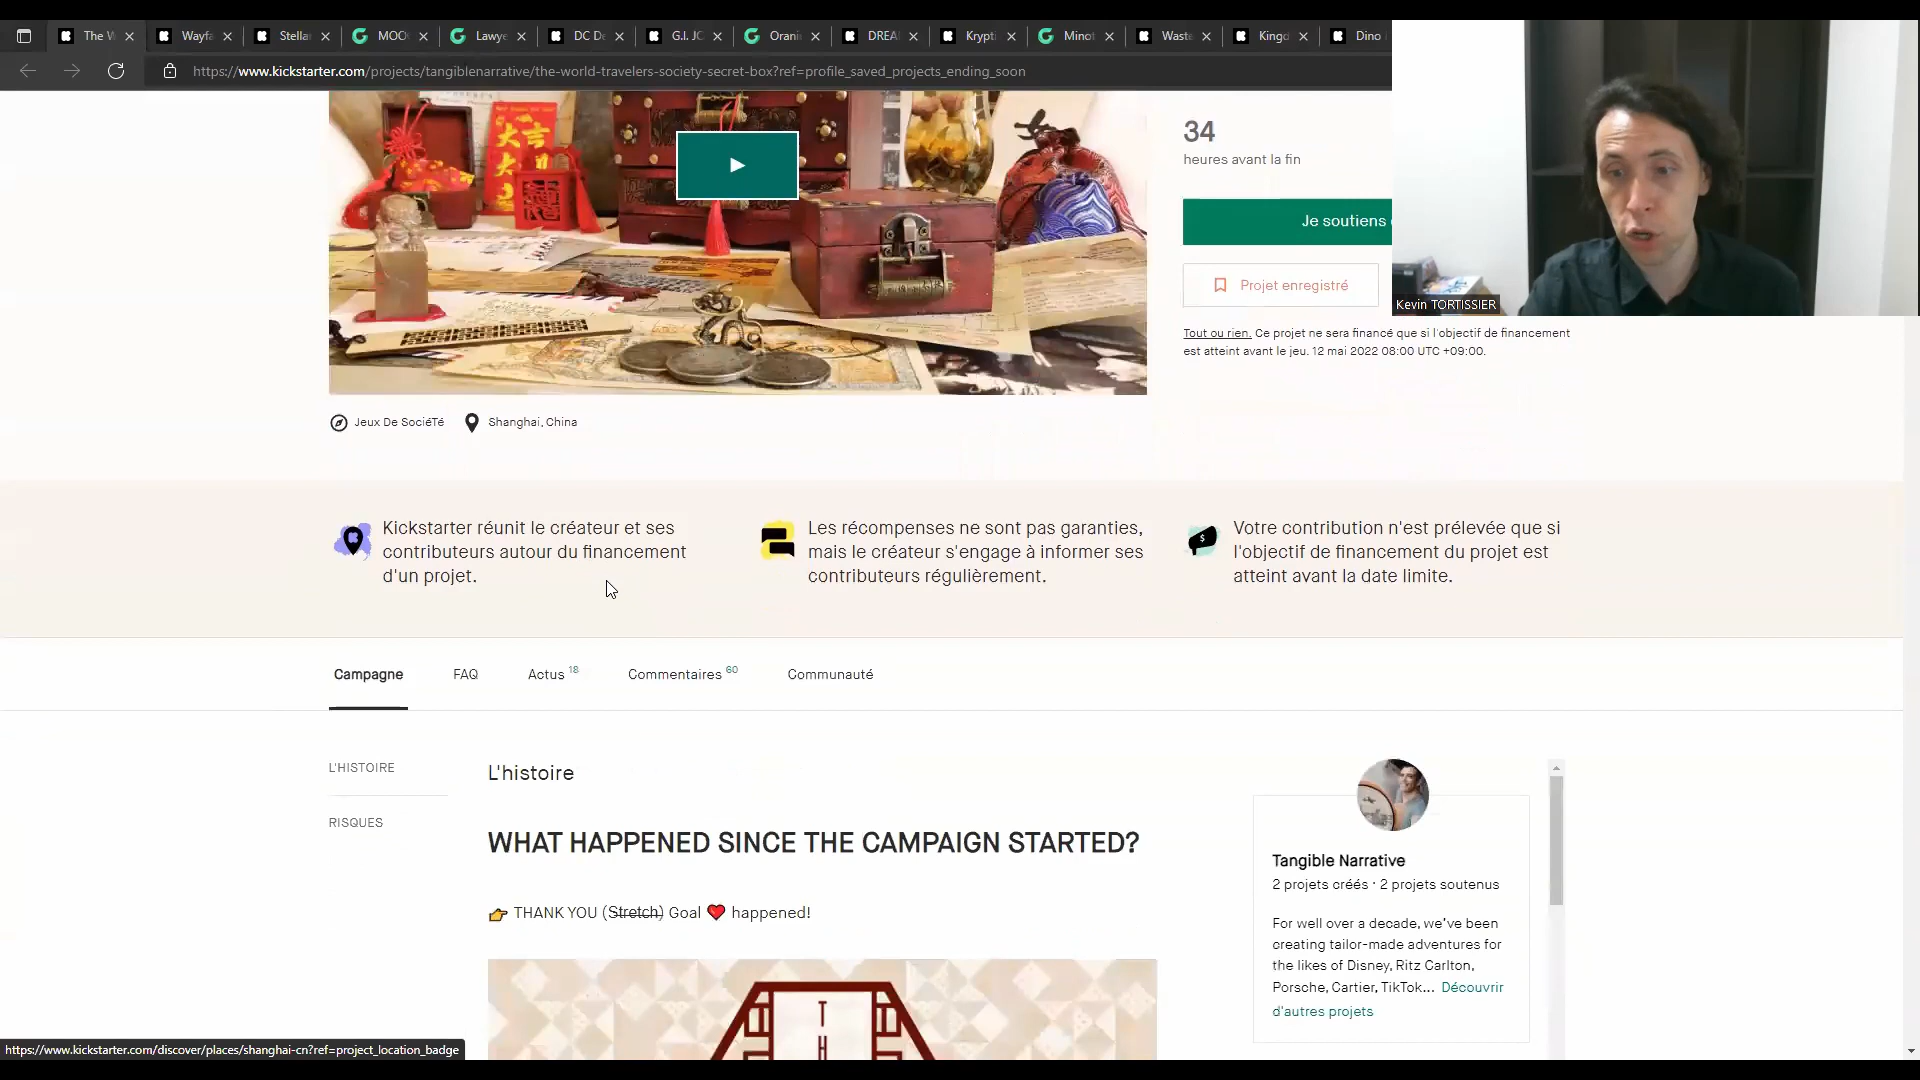 The W
Wayfa
Stella
MOO
Lawye
DC De
G.I. JO
Orani
DREA
Krypti
Minot
Wasta
Kingd
Dino
https://www.kickstarter.com/projects/tangiblenarrative/the-world-travelers-society-secret-box?ref=profile_saved_projects_ending_soon
大吉
大
34
heures avant la fin
Je soutiens
Projet enregistré
Kevin TORTISSIER
Tout ou rien. Ce projet ne sera financé que si l'objectif de financement
est atteint avant le jeu. 12 mai 2022 08:00 UTC +09:00.
Jeux De SociéTé
Shanghai, China
Kickstarter réunit le créateur et ses
contributeurs autour du financement
d'un projet.
Les récompenses ne sont pas garanties,
mais le créateur s'engage à informer ses
contributeurs régulièrement.
Votre contribution n'est prélevée que si
l'objectif de financement du projet est
atteint avant la date limite.
Campagne
FAQ
Actus 18
Commentaires 60
Communauté
L'HISTOIRE
RISQUES
L'histoire
WHAT HAPPENED SINCE THE CAMPAIGN STARTED?
👉 THANK YOU (Stretch) Goal ❤️ happened!
T
H
Tangible Narrative
2 projets créés · 2 projets soutenus
For well over a decade, we've been
creating tailor-made adventures for
the likes of Disney, Ritz Carlton,
Porsche, Cartier, TikTok... Découvrir
d'autres projets
https://www.kickstarter.com/discover/places/shanghai-cn?ref=project_location_badge